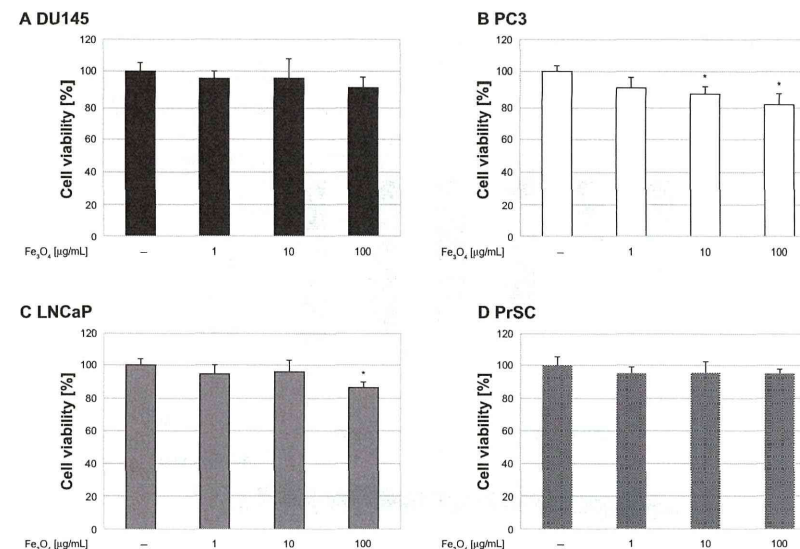 A DU145
120
100
80
60
40
20
0
Cell viability [%]
Fe₃O₄ [µg/mL]
– 1 10 100
B PC3
120
100
80
60
40
20
0
Cell viability [%]
* *
Fe₃O₄ [µg/mL]
– 1 10 100
C LNCaP
120
100
80
60
40
20
0
Cell viability [%]
*
Fe₃O₄ [µg/mL]
– 1 10 100
D PrSC
120
100
80
60
40
20
0
Cell viability [%]
Fe₃O₄ [µg/mL]
– 1 10 100